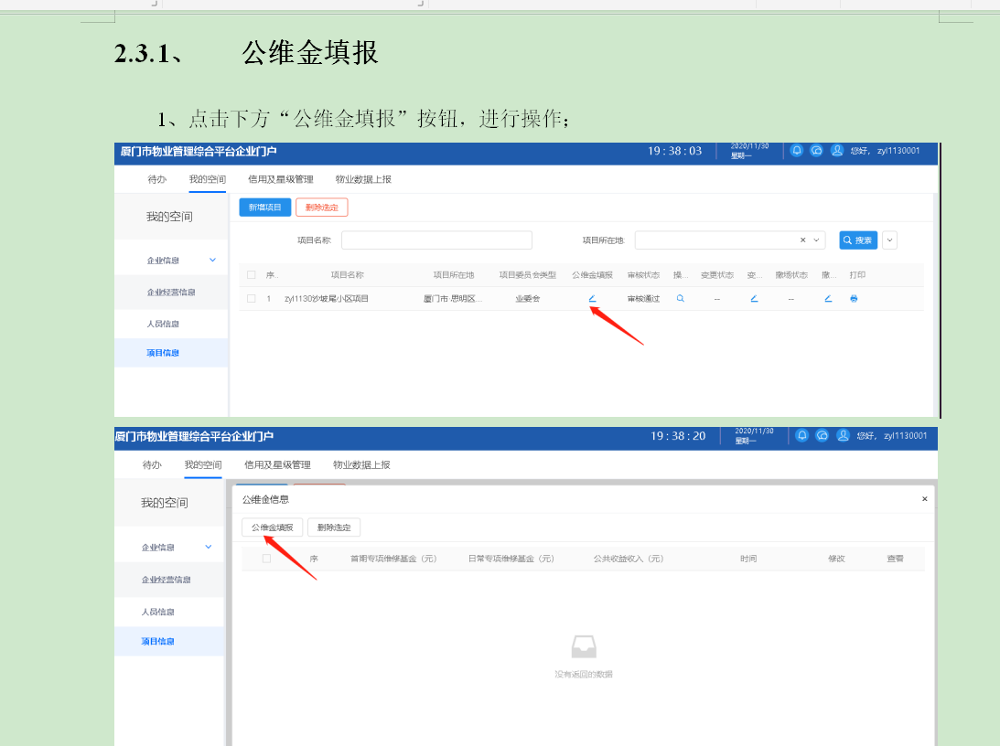 2.3.1、 公维金填报
1、点击下方“公维金填报”按钮，进行操作；
厦门市物业管理综合平台企业门户 19:38:03 2020/11/30 星期一 您好, zyl1130001
待办 我的空间 信用及星级管理 物业数据上报
我的空间 新增项目 删除选定
项目名称: 项目所在地: 搜索
企业信息
企业经营信息
人员信息
项目信息
序.. 项目名称 项目所在地 项目委员会类型 公维金填报 审核状态 操... 变更状态 变... 撤场状态 撤... 打印
1 zyl1130沙坡尾小区项目 厦门市·思明区... 业委会 审核通过 -- --
厦门市物业管理综合平台企业门户 19:38:20 2020/11/30 星期一 您好, zyl1130001
待办 我的空间 信用及星级管理 物业数据上报
我的空间
企业信息
企业经营信息
人员信息
项目信息
公维金信息 ×
公维金填报 删除选定
序 首期专项维修基金（元） 日常专项维修基金（元） 公共收益收入（元） 时间 修改 查看
没有返回的数据